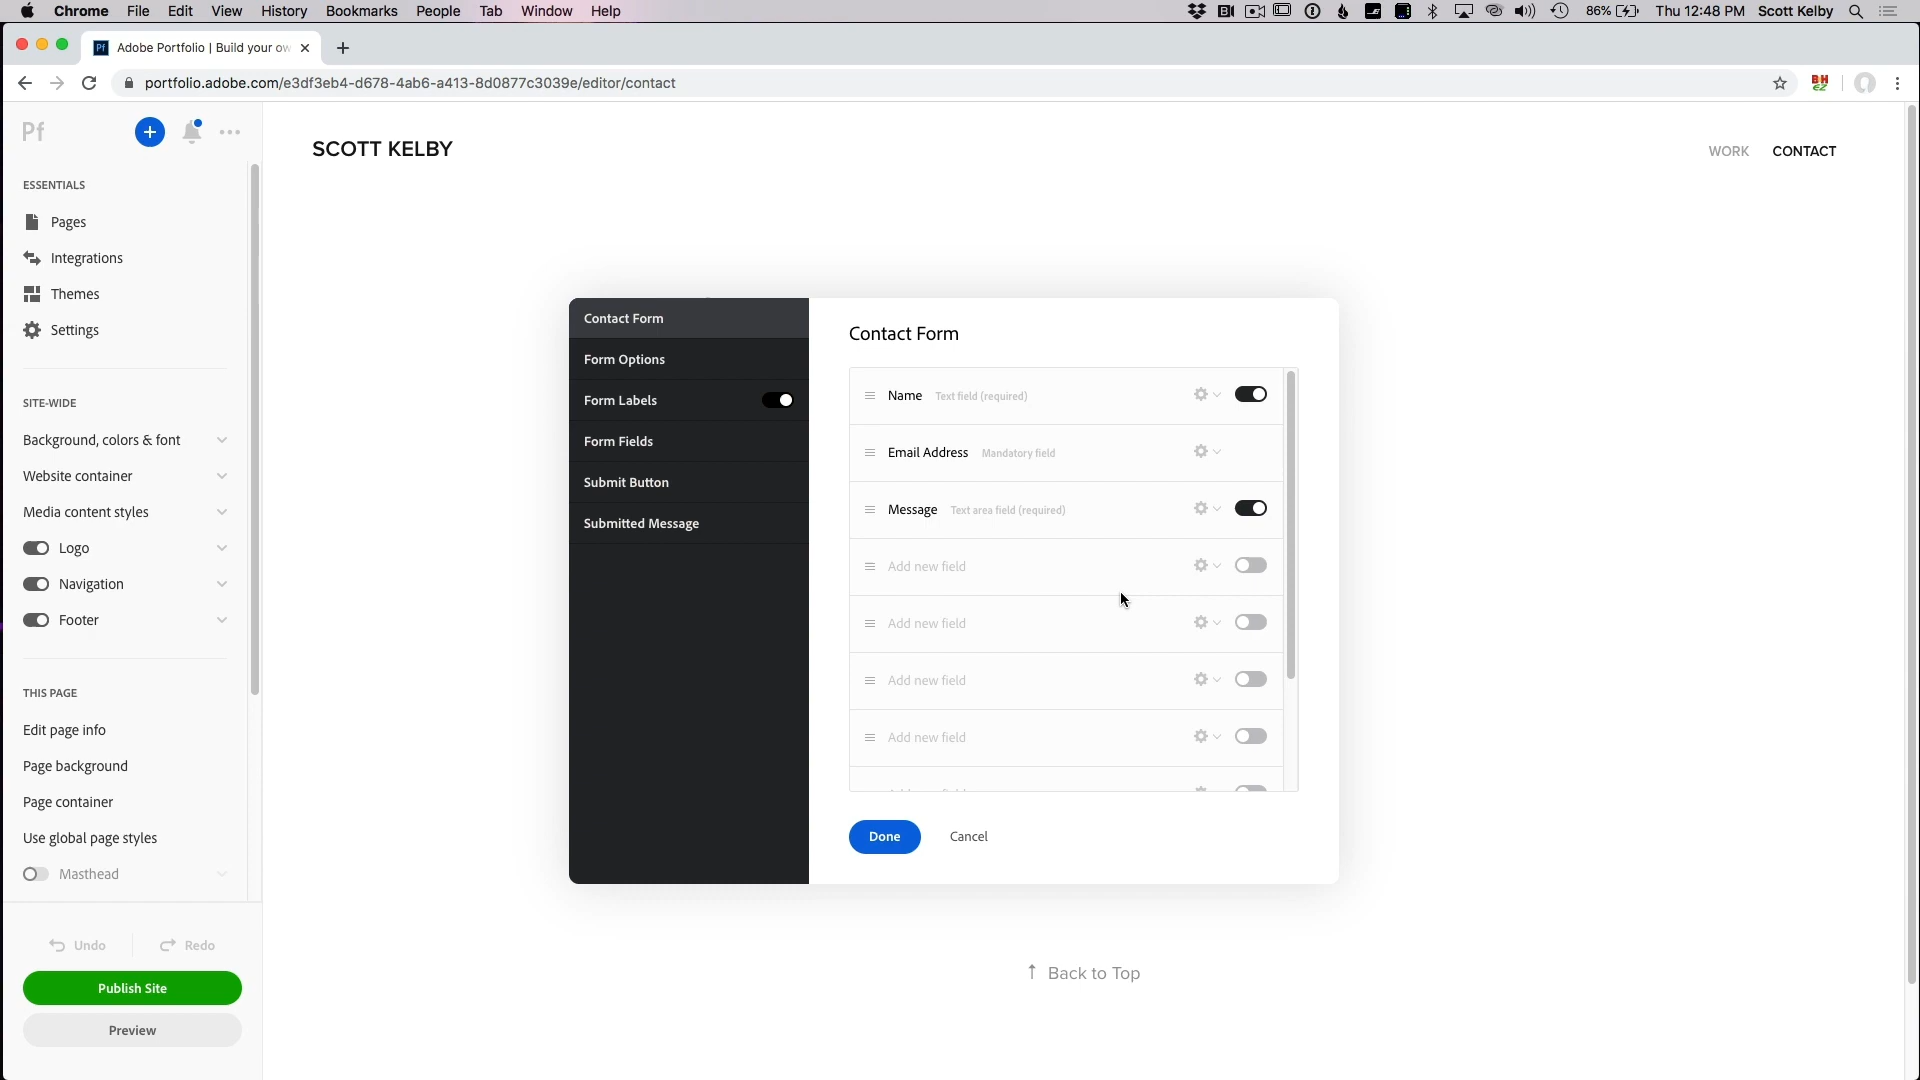 Chrome File Edit View History Bookmarks People Tab Window Help 86% Thu 12:48 PM Scott Kelby
Pf Adobe Portfolio | Build your ow
portfolio.adobe.com/e3df3eb4-d678-4ab6-a413-8d0877c3039e/editor/contact
Pf
SCOTT KELBY
WORK CONTACT
ESSENTIALS
Pages
Integrations
Themes
Settings
SITE-WIDE
Background, colors & font
Website container
Media content styles
Logo
Navigation
Footer
THIS PAGE
Edit page info
Page background
Page container
Use global page styles
Masthead
Undo Redo
Publish Site
Preview
Contact Form
Form Options
Form Labels
Form Fields
Submit Button
Submitted Message
Contact Form
Name Text field (required)
Email Address Mandatory field
Message Text area field (required)
Add new field
Add new field
Add new field
Add new field
Done Cancel
Back to Top